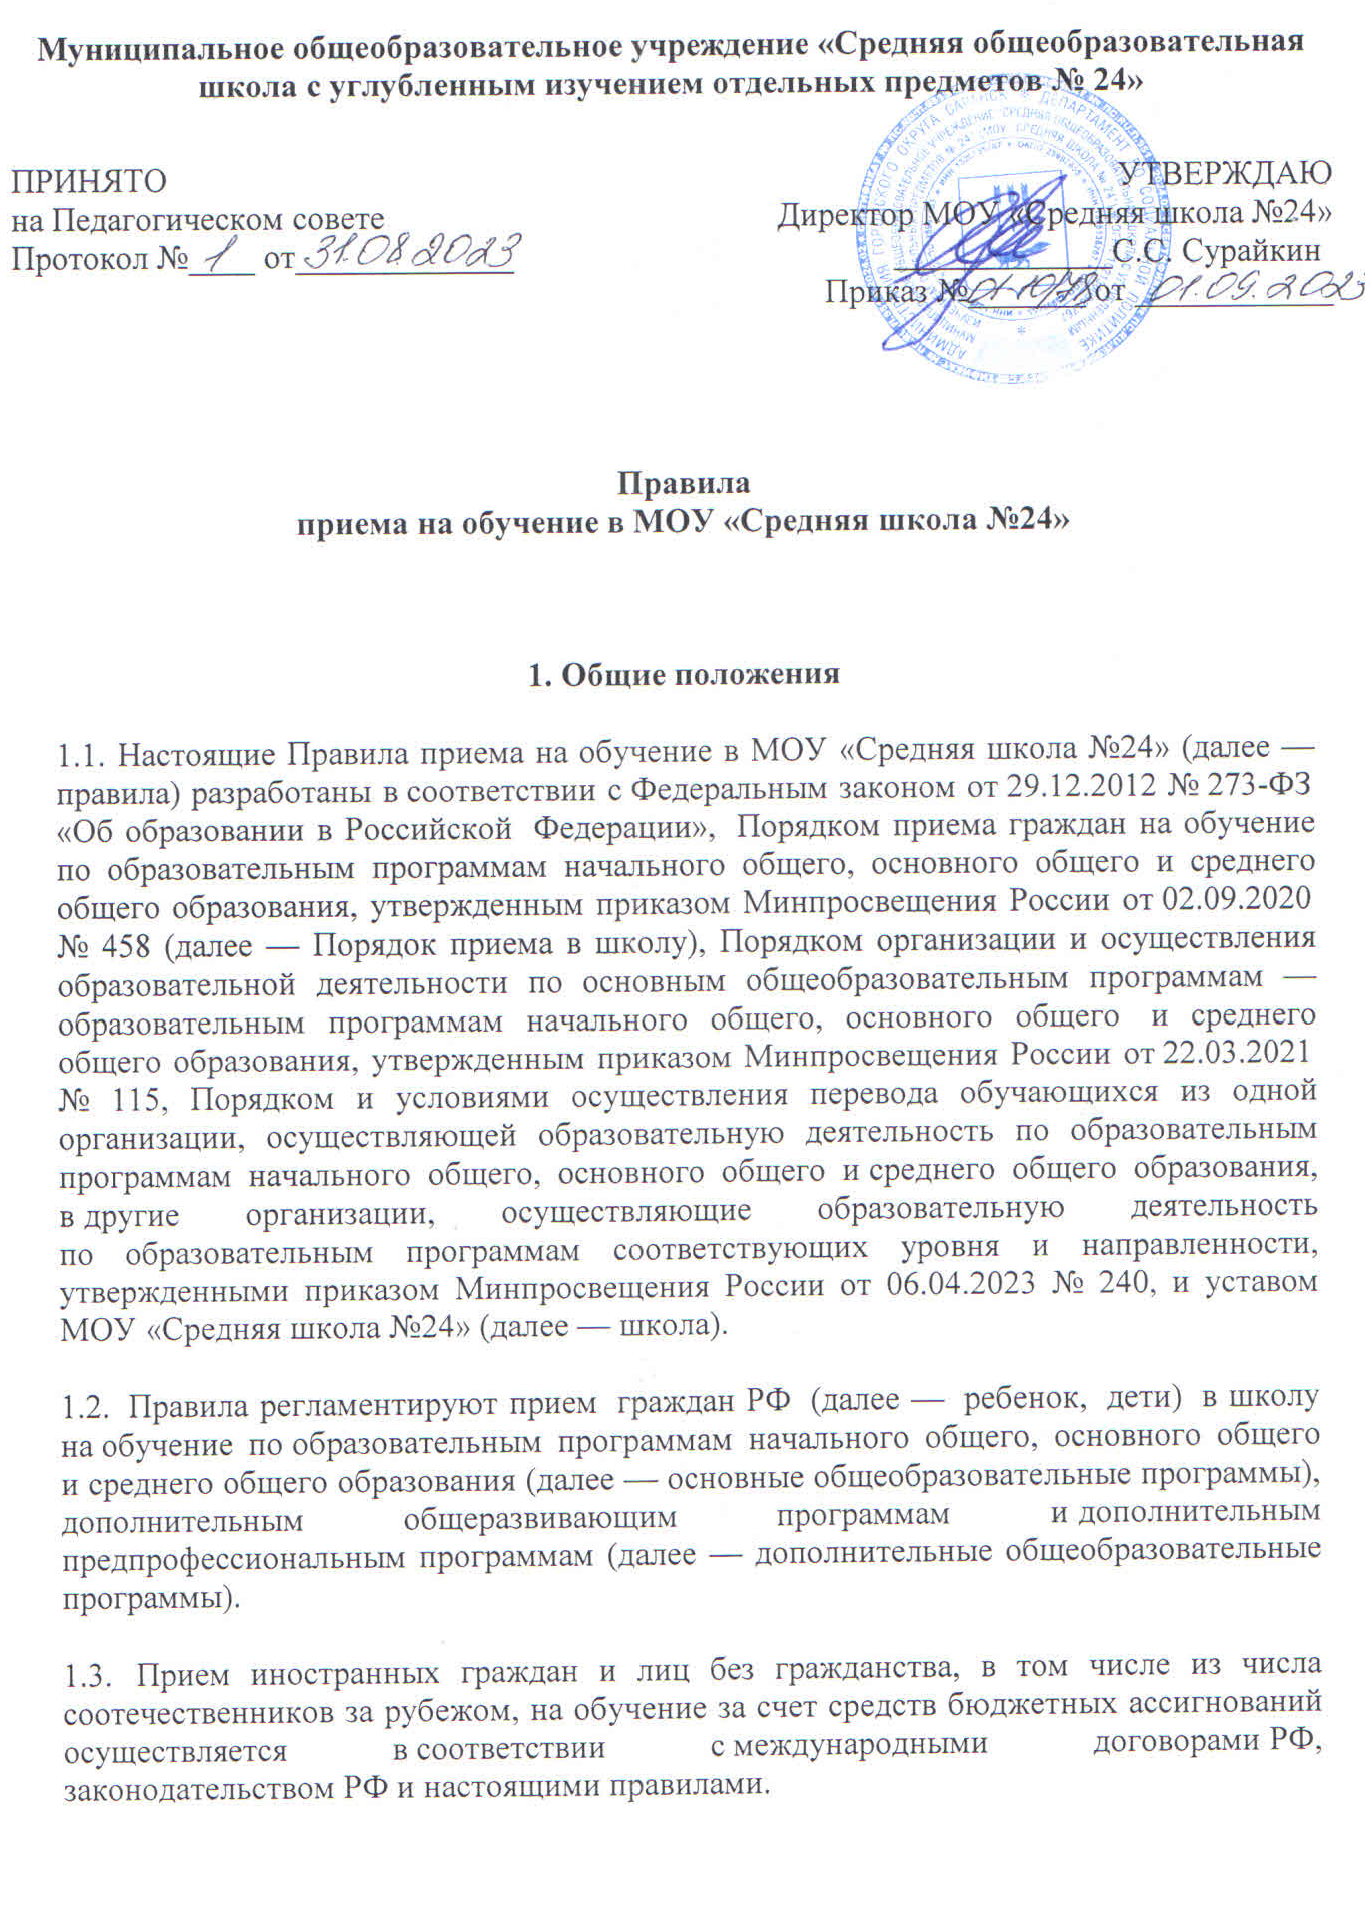 Муниципальное общеобразовательное учреждение «Средняя общеобразовательная
школа с углубленным изучением отдельных предметов № 24»
ПРИНЯТО
на Педагогическом совете
Протокол № 1 от 31.08.2023
УТВЕРЖДАЮ
Директор МОУ «Средняя школа №24»
С.С. Сурайкин
Приказ № 01-10/78 от 01.09.2023
Правила
приема на обучение в МОУ «Средняя школа №24»
1. Общие положения
1.1. Настоящие Правила приема на обучение в МОУ «Средняя школа №24» (далее —
правила) разработаны в соответствии с Федеральным законом от 29.12.2012 № 273-ФЗ
«Об образовании в Российской Федерации», Порядком приема граждан на обучение
по образовательным программам начального общего, основного общего и среднего
общего образования, утвержденным приказом Минпросвещения России от 02.09.2020
№ 458 (далее — Порядок приема в школу), Порядком организации и осуществления
образовательной деятельности по основным общеобразовательным программам —
образовательным программам начального общего, основного общего и среднего
общего образования, утвержденным приказом Минпросвещения России от 22.03.2021
№ 115, Порядком и условиями осуществления перевода обучающихся из одной
организации, осуществляющей образовательную деятельность по образовательным
программам начального общего, основного общего и среднего общего образования,
в другие организации, осуществляющие образовательную деятельность
по образовательным программам соответствующих уровня и направленности,
утвержденными приказом Минпросвещения России от 06.04.2023 № 240, и уставом
МОУ «Средняя школа №24» (далее — школа).
1.2. Правила регламентируют прием граждан РФ (далее — ребенок, дети) в школу
на обучение по образовательным программам начального общего, основного общего
и среднего общего образования (далее — основные общеобразовательные программы),
дополнительным общеразвивающим программам и дополнительным
предпрофессиональным программам (далее — дополнительные общеобразовательные
программы).
1.3. Прием иностранных граждан и лиц без гражданства, в том числе из числа
соотечественников за рубежом, на обучение за счет средств бюджетных ассигнований
осуществляется в соответствии с международными договорами РФ,
законодательством РФ и настоящими правилами.